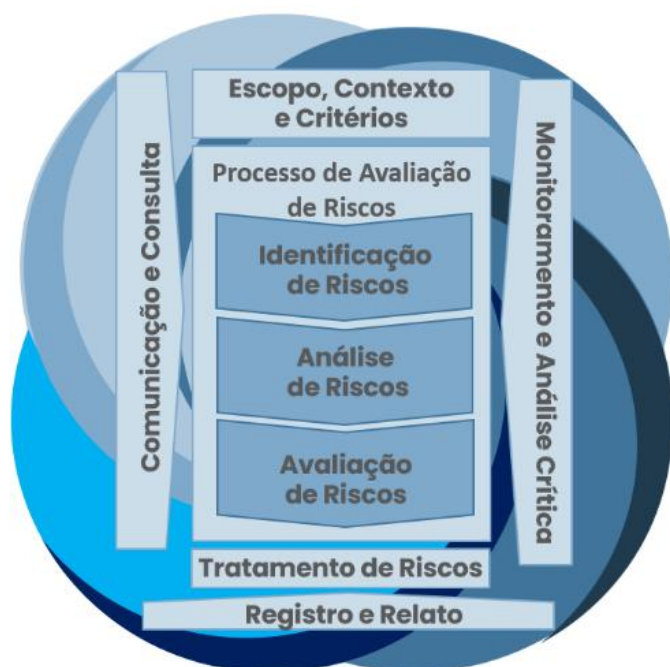 Escopo, Contexto
e Critérios
Comunicação e Consulta
Processo de Avaliação
de Riscos
Identificação
de Riscos
Análise
de Riscos
Avaliação
de Riscos
Monitoramento e Análise Crítica
Tratamento de Riscos
Registro e Relato